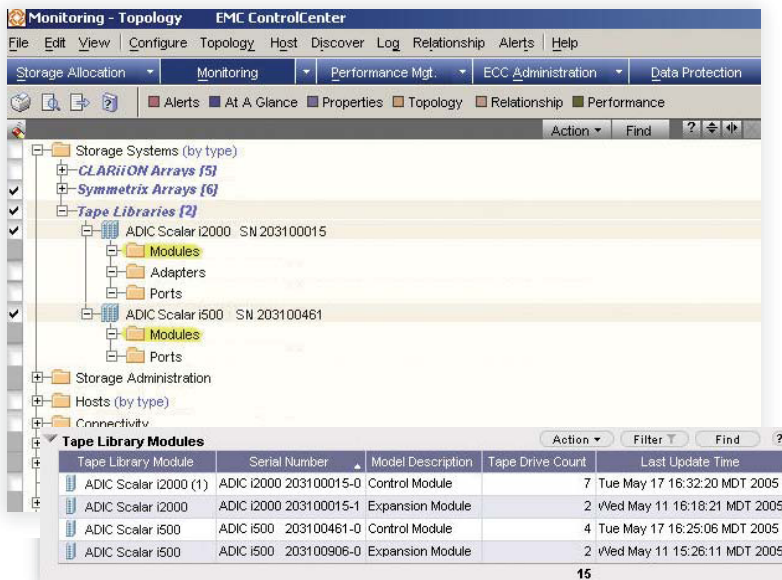 Monitoring - Topology EMC ControlCenter
File Edit View Configure Topology Host Discover Log Relationship Alerts Help
Storage Allocation Monitoring Performance Mgt. ECC Administration Data Protection
Alerts At A Glance Properties Topology Relationship Performance
Action Find ?
Storage Systems (by type)
CLARiiON Arrays [5]
Symmetrix Arrays [6]
Tape Libraries [2]
ADIC Scalar i2000 SN 203100015
Modules
Adapters
Ports
ADIC Scalar i500 SN 203100461
Modules
Ports
Storage Administration
Hosts (by type)
Connectivity
Tape Library Modules Action Filter Find ?
Tape Library Module Serial Number Model Description Tape Drive Count Last Update Time
ADIC Scalar i2000 (1) ADIC i2000 203100015-0 Control Module 7 Tue May 17 16:32:20 MDT 2005
ADIC Scalar i2000 ADIC i2000 203100015-1 Expansion Module 2 Wed May 11 16:18:21 MDT 2005
ADIC Scalar i500 ADIC i500 203100461-0 Control Module 4 Tue May 17 16:25:06 MDT 2005
ADIC Scalar i500 ADIC i500 203100906-0 Expansion Module 2 Wed May 11 15:26:11 MDT 2005
15